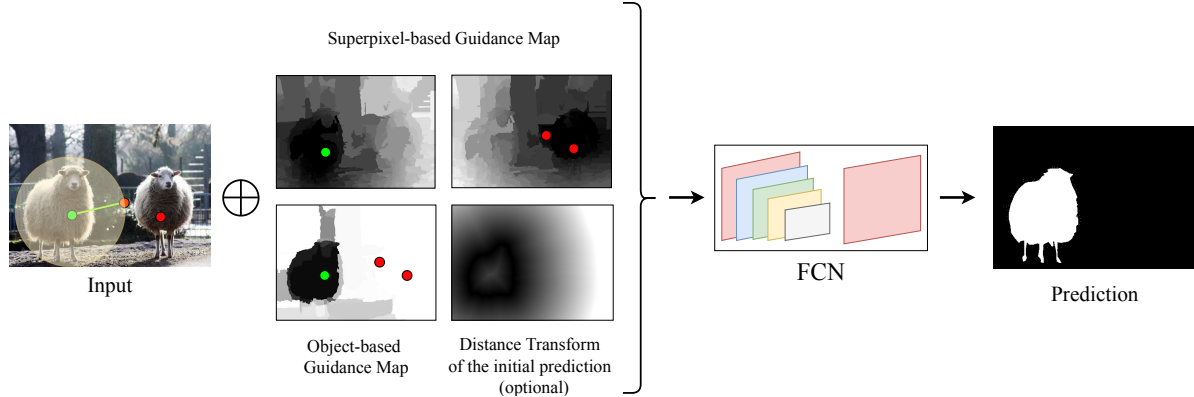 Superpixel-based Guidance Map
Input
Object-based
Guidance Map
Distance Transform
of the initial prediction
(optional)
FCN
Prediction